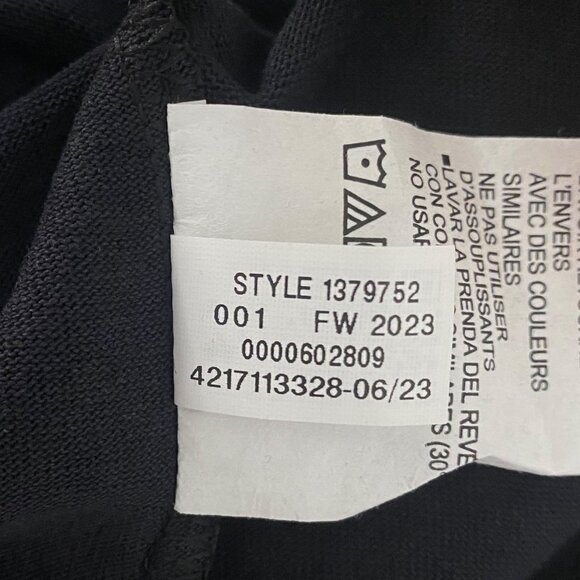 STYLE 1379752
001 FW 2023
0000602809
4217113328-06/23
L'ENVERS
AVEC DES COULEURS
SIMILAIRES
NE PAS UTILISER
D'ASSOUPLISSANTS
▪LAVAR LA PRENDA DEL REVE
CON CO
NO USAR
(30°